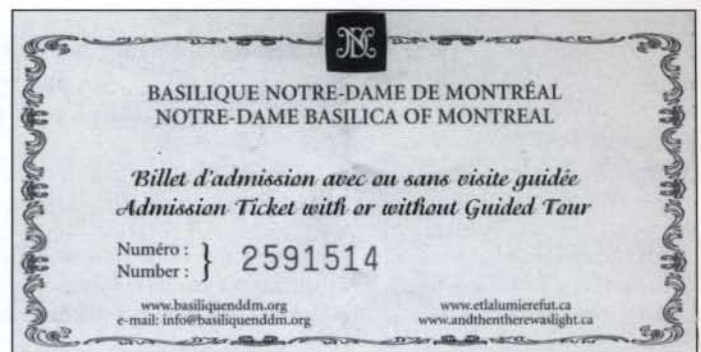 ND
BASILIQUE NOTRE-DAME DE MONTRÉAL
NOTRE-DAME BASILICA OF MONTREAL
Billet d'admission avec ou sans visite guidée
Admission Ticket with or without Guided Tour
Numéro :
Number : } 2591514
www.basiliquenddm.org
e-mail: info@basiliquenddm.org
www.etlalumierefut.ca
www.andthentherewaslight.ca